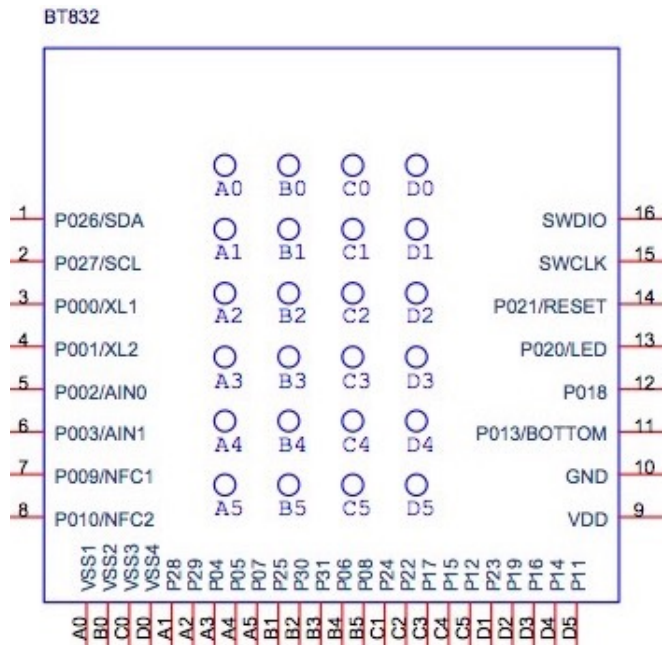 BT832
A0 B0 C0 D0
1 P026/SDA A1 B1 C1 D1 SWDIO 16
2 P027/SCL SWCLK 15
3 P000/XL1 A2 B2 C2 D2 P021/RESET 14
4 P001/XL2 P020/LED 13
5 P002/AIN0 A3 B3 C3 D3 P018 12
6 P003/AIN1 A4 B4 C4 D4 P013/BOTTOM 11
7 P009/NFC1 GND 10
8 P010/NFC2 A5 B5 C5 D5 VDD 9
VSS1 VSS2 VSS3 VSS4 P28 P29 P04 P05 P07 P25 P30 P31 P06 P08 P24 P22 P17 P15 P12 P23 P19 P16 P14 P11
A0 B0 C0 D0 A1 A2 A3 A4 A5 B1 B2 B3 B4 B5 C1 C2 C3 C4 C5 D1 D2 D3 D4 D5